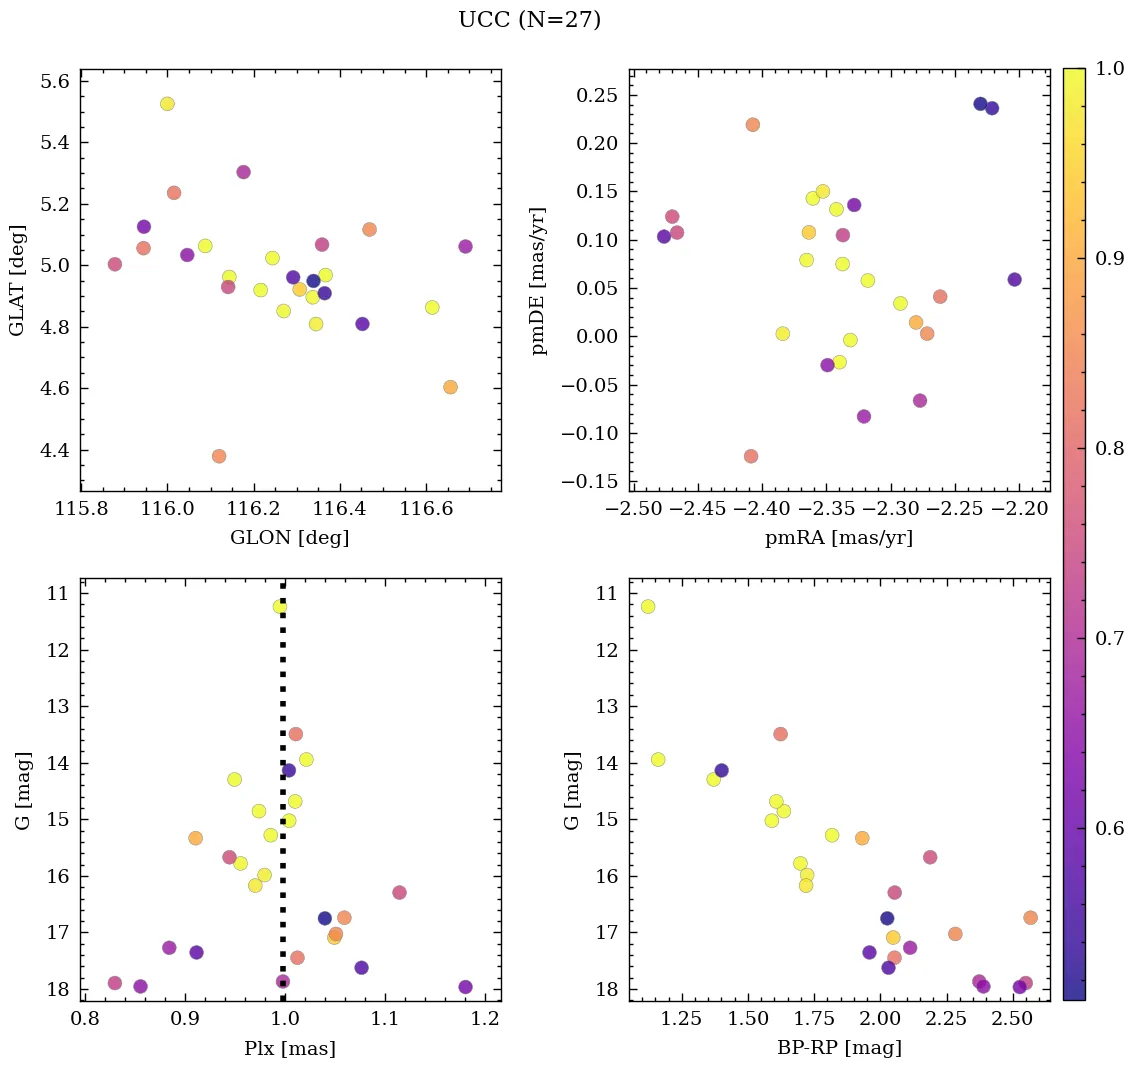 UCC (N=27)
5.6
5.4
5.2
5.0
4.8
4.6
4.4
GLAT [deg]
115.8 116.0 116.2 116.4 116.6
GLON [deg]
0.25
0.20
0.15
0.10
0.05
0.00
−0.05
−0.10
−0.15
pmDE [mas/yr]
−2.50 −2.45 −2.40 −2.35 −2.30 −2.25 −2.20
pmRA [mas/yr]
1.0
0.9
0.8
0.7
0.6
11
12
13
14
15
16
17
18
G [mag]
0.8 0.9 1.0 1.1 1.2
Plx [mas]
11
12
13
14
15
16
17
18
G [mag]
1.25 1.50 1.75 2.00 2.25 2.50
BP-RP [mag]